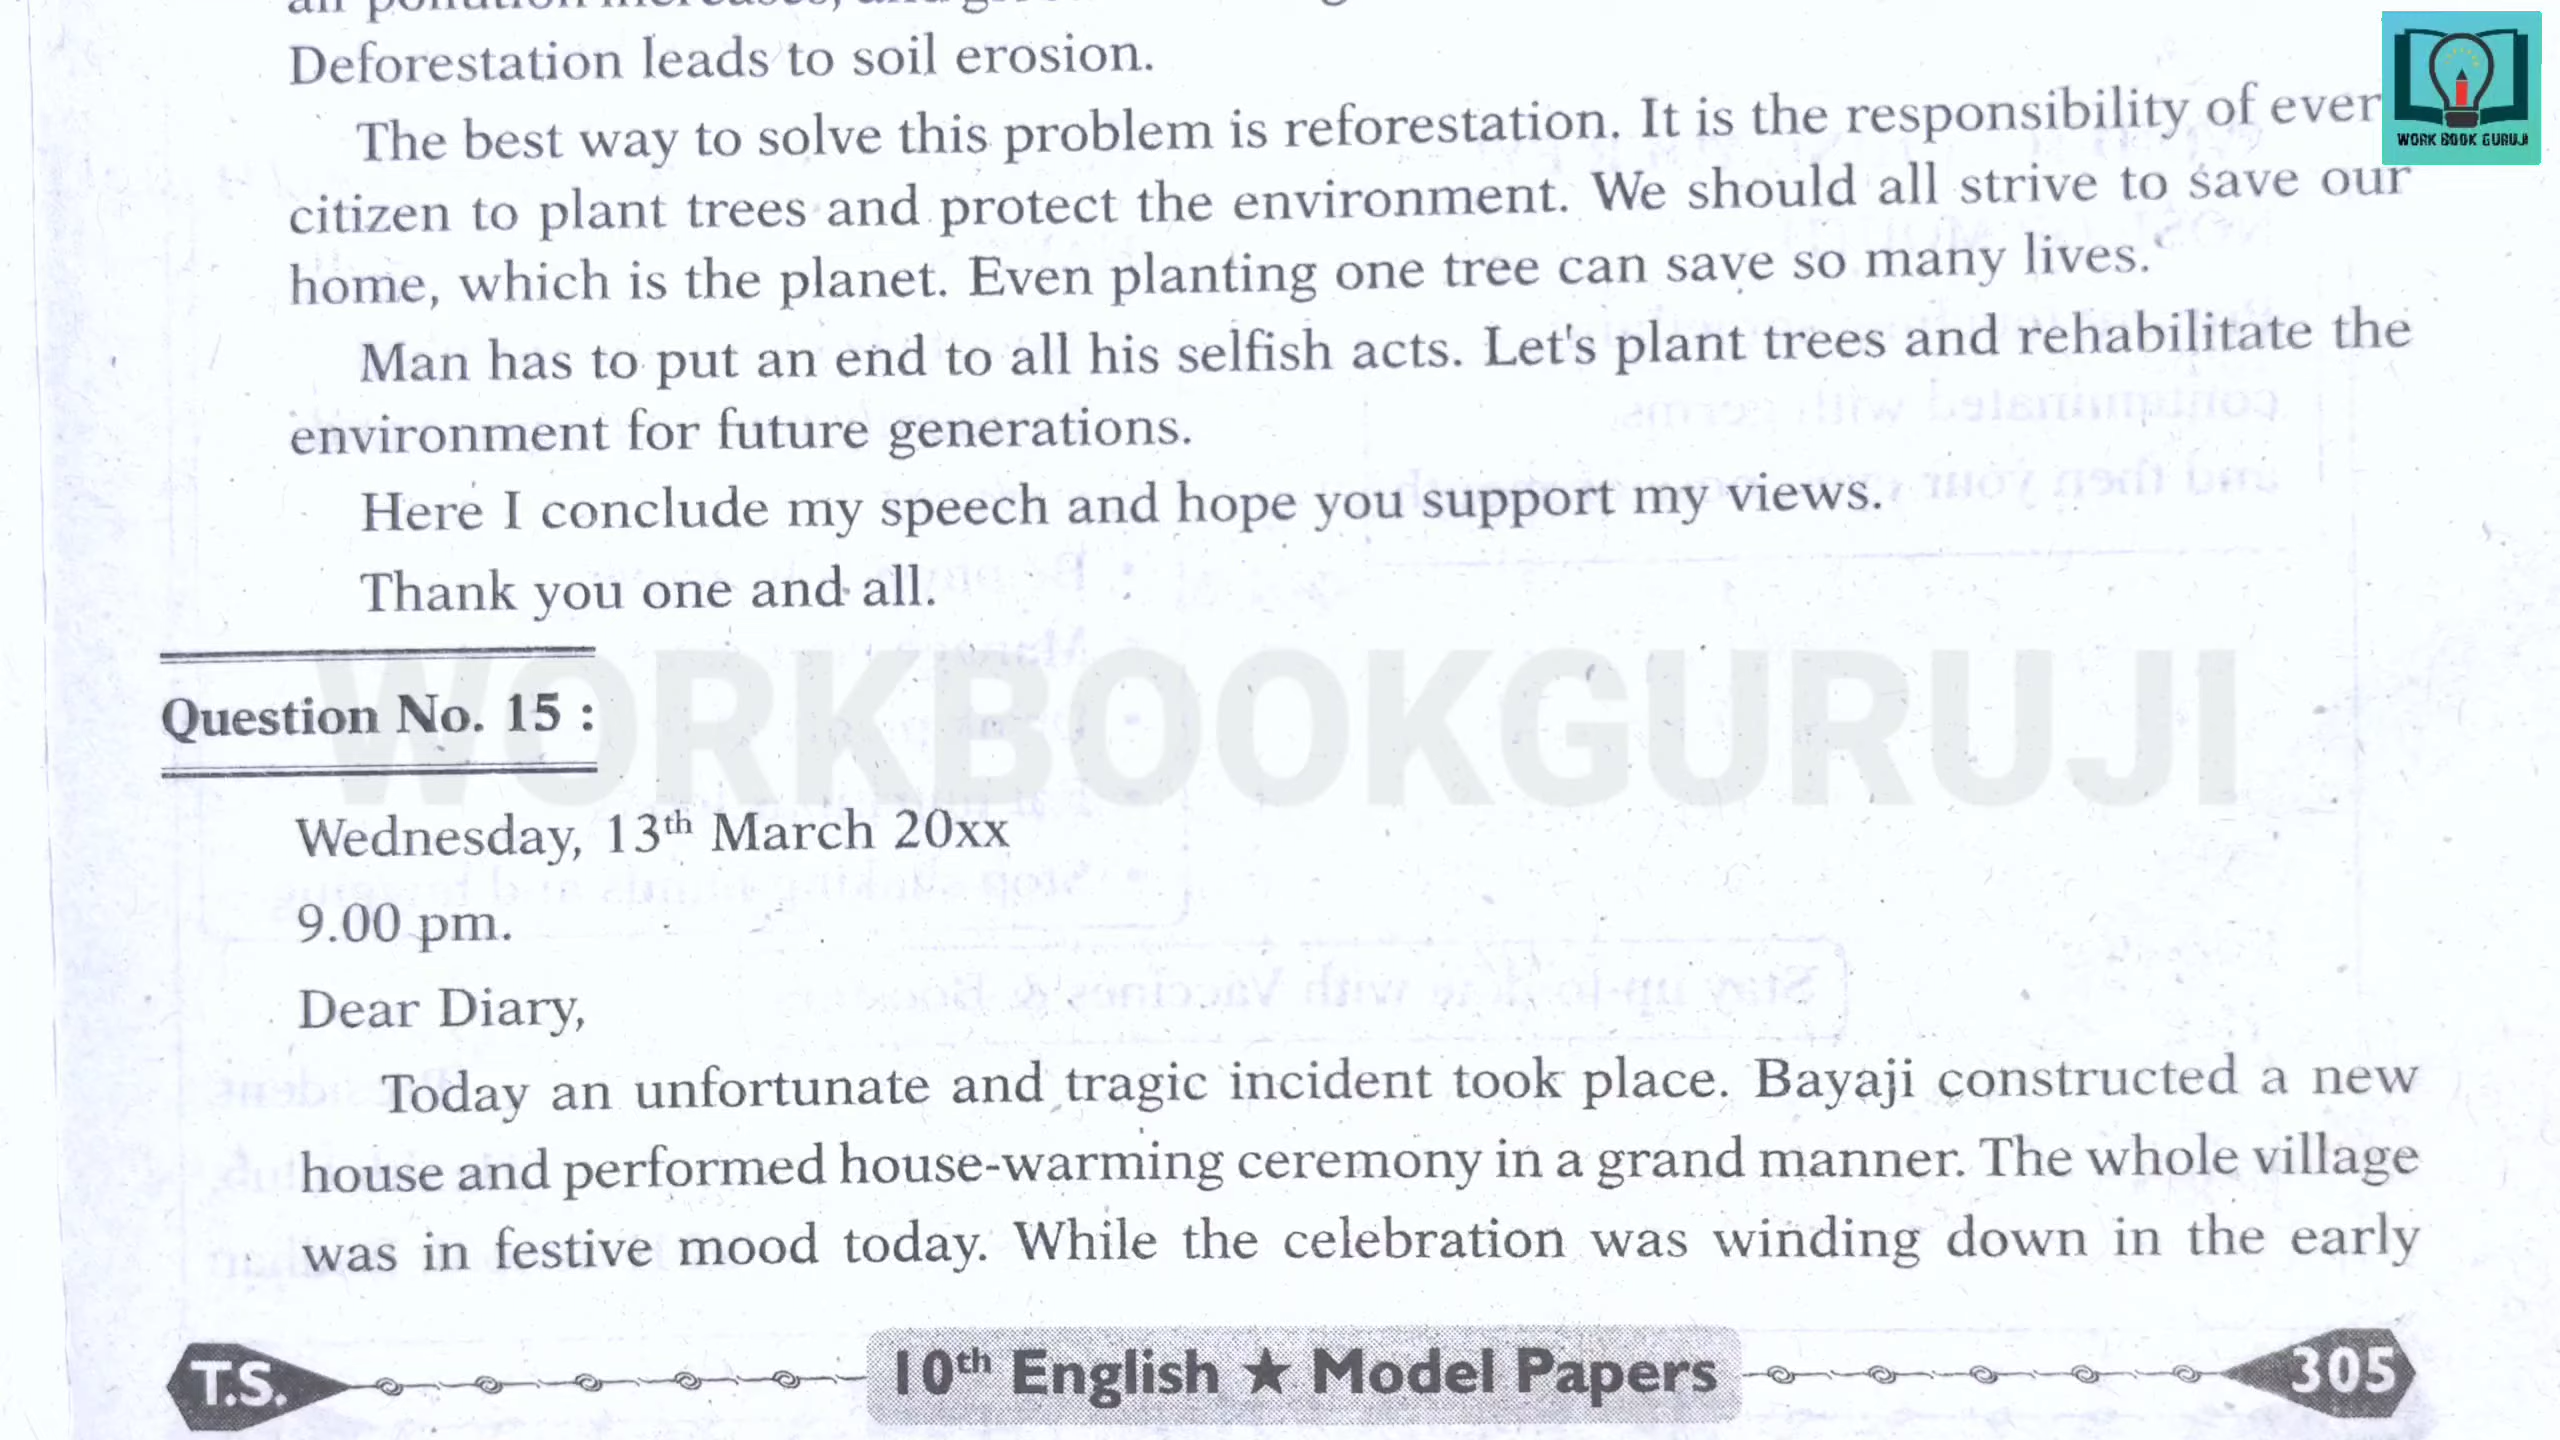 Deforestation leads to soil erosion.
The best way to solve this problem is reforestation. It is the responsibility of ever
citizen to plant trees and protect the environment. We should all strive to save our
home, which is the planet. Even planting one tree can save so many lives.
Man has to put an end to all his selfish acts. Let's plant trees and rehabilitate the
environment for future generations.
Here I conclude my speech and hope you support my views.
Thank you one and all.
WORKBOOKGURUJI
Question No. 15 :
Wednesday, 13th March 20xx
9.00 pm.
Dear Diary,
Today an unfortunate and tragic incident took place. Bayaji constructed a new
house and performed house-warming ceremony in a grand manner. The whole village
was in festive mood today. While the celebration was winding down in the early
T.S.
10th English ★ Model Papers
305
WORK BOOK GURUJI